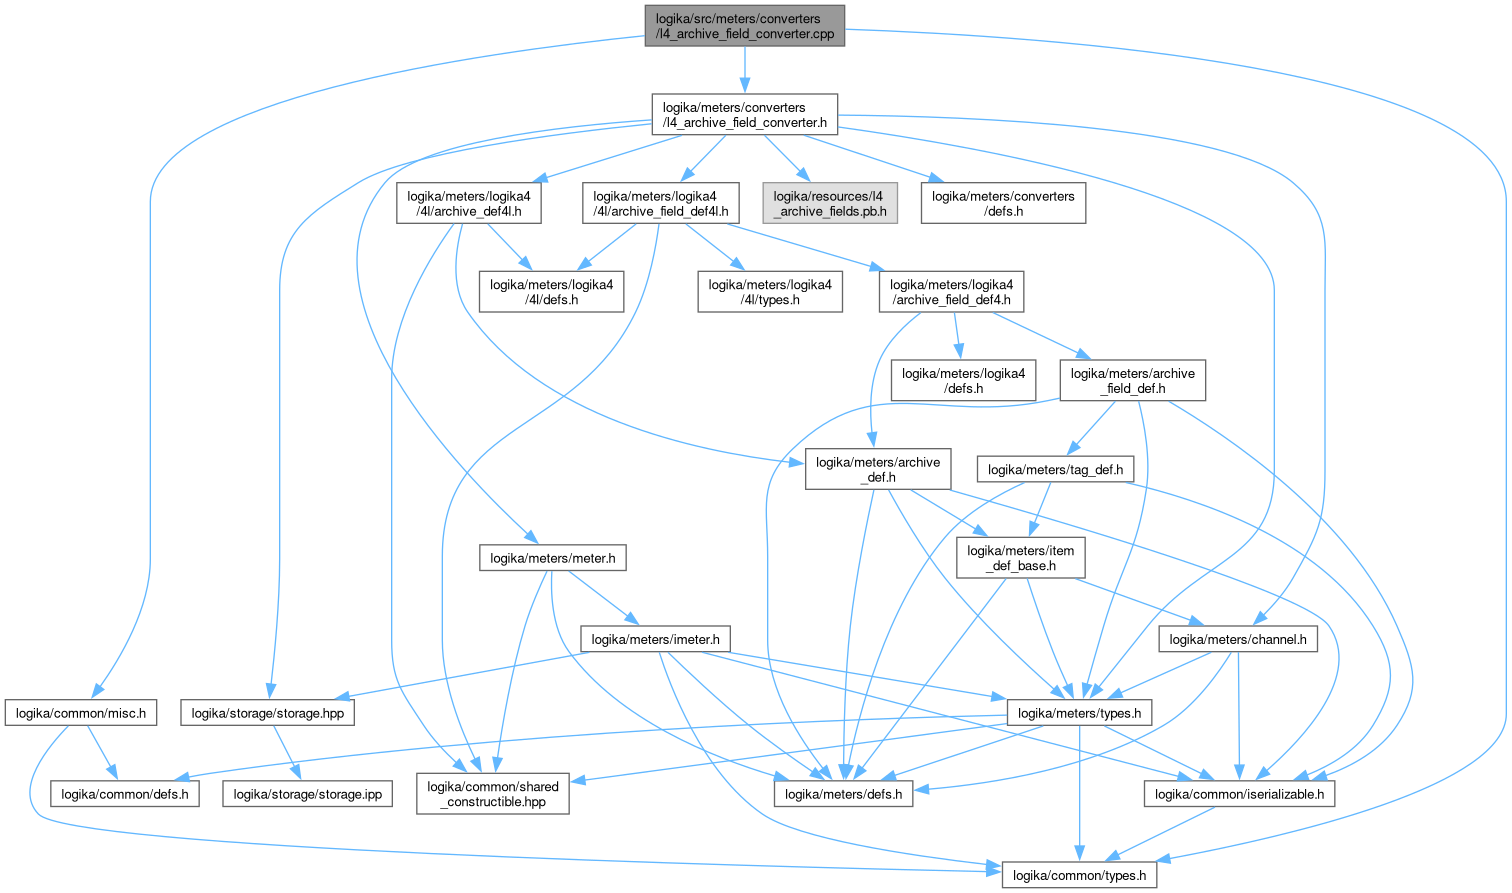 logika/src/meters/converters
/l4_archive_field_converter.cpp
logika/meters/converters
/l4_archive_field_converter.h
logika/meters/logika4
/4l/archive_def4l.h
logika/meters/logika4
/4l/archive_field_def4l.h
logika/resources/l4
_archive_fields.pb.h
logika/meters/converters
/defs.h
logika/meters/logika4
/4l/defs.h
logika/meters/logika4
/4l/types.h
logika/meters/logika4
/archive_field_def4.h
logika/meters/logika4
/defs.h
logika/meters/archive
_field_def.h
logika/meters/archive
_def.h
logika/meters/tag_def.h
logika/meters/meter.h
logika/meters/item
_def_base.h
logika/meters/imeter.h
logika/meters/channel.h
logika/common/misc.h
logika/storage/storage.hpp
logika/meters/types.h
logika/common/defs.h
logika/storage/storage.ipp
logika/common/shared
_constructible.hpp
logika/meters/defs.h
logika/common/iserializable.h
logika/common/types.h